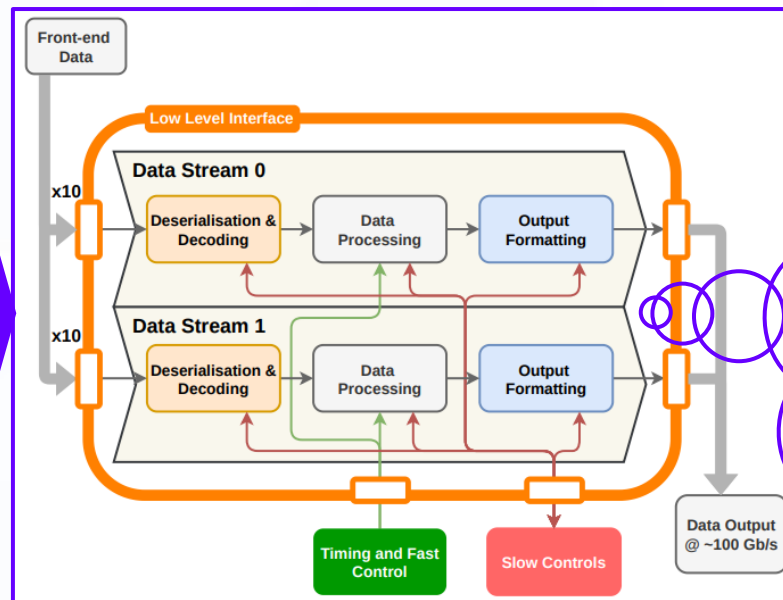 Front-end
Data
Low Level Interface
Data Stream 0
x10
Deserialisation &
Decoding
Data
Processing
Output
Formatting
Data Stream 1
x10
Deserialisation &
Decoding
Data
Processing
Output
Formatting
Timing and Fast
Control
Slow Controls
Data Output
@ ~100 Gb/s